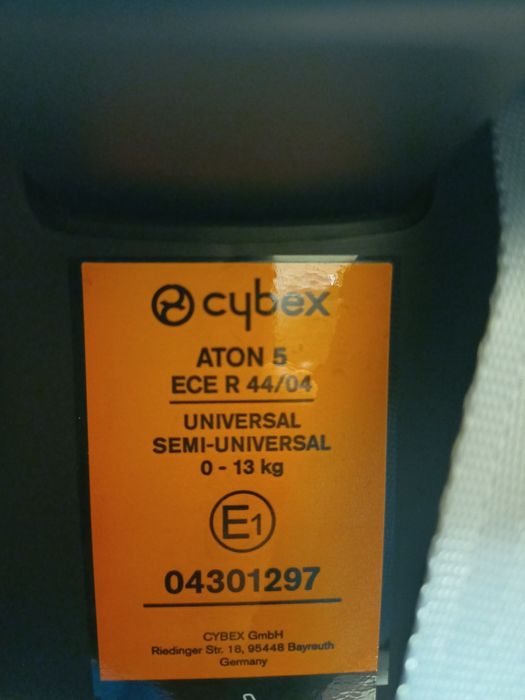 cybex
ATON 5
ECE R 44/04
UNIVERSAL
SEMI-UNIVERSAL
0 - 13 kg
E1
04301297
CYBEX GmbH
Riedinger Str. 18, 95448 Bayreuth
Germany